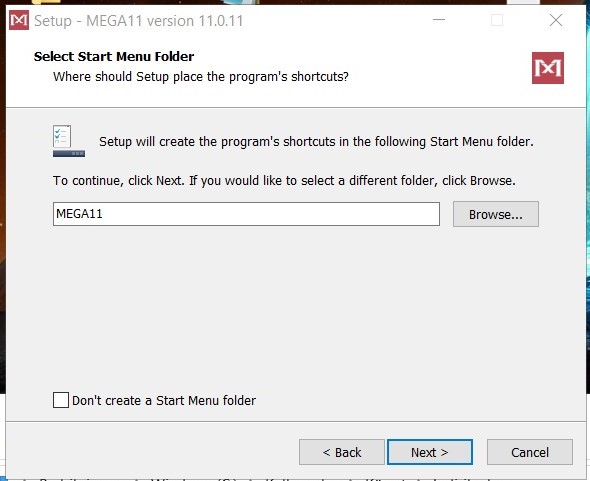 Setup - MEGA11 version 11.0.11
Select Start Menu Folder
Where should Setup place the program's shortcuts?
Setup will create the program's shortcuts in the following Start Menu folder.
To continue, click Next. If you would like to select a different folder, click Browse.
MEGA11
Browse...
Don't create a Start Menu folder
< Back
Next >
Cancel